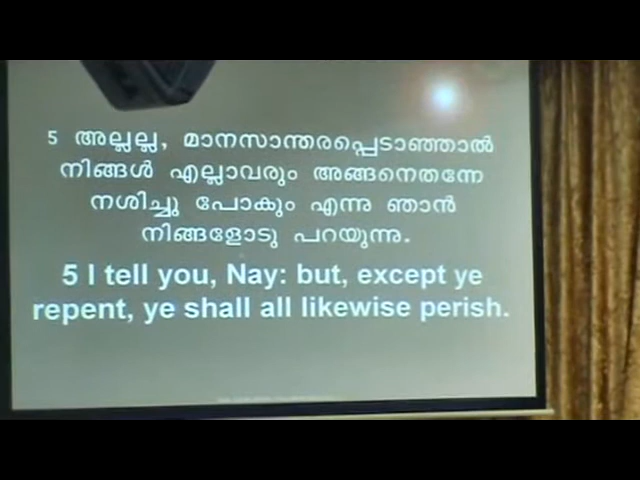 5 അല്ലല്ല, മാനസാന്തരപ്പെടാഞ്ഞാൽ
നിങ്ങൾ എല്ലാവരും അങ്ങനെതന്നേ
നശിച്ചു പോകും എന്നു ഞാൻ
നിങ്ങളോടു പറയുന്നു.
5 I tell you, Nay: but, except ye
repent, ye shall all likewise perish.